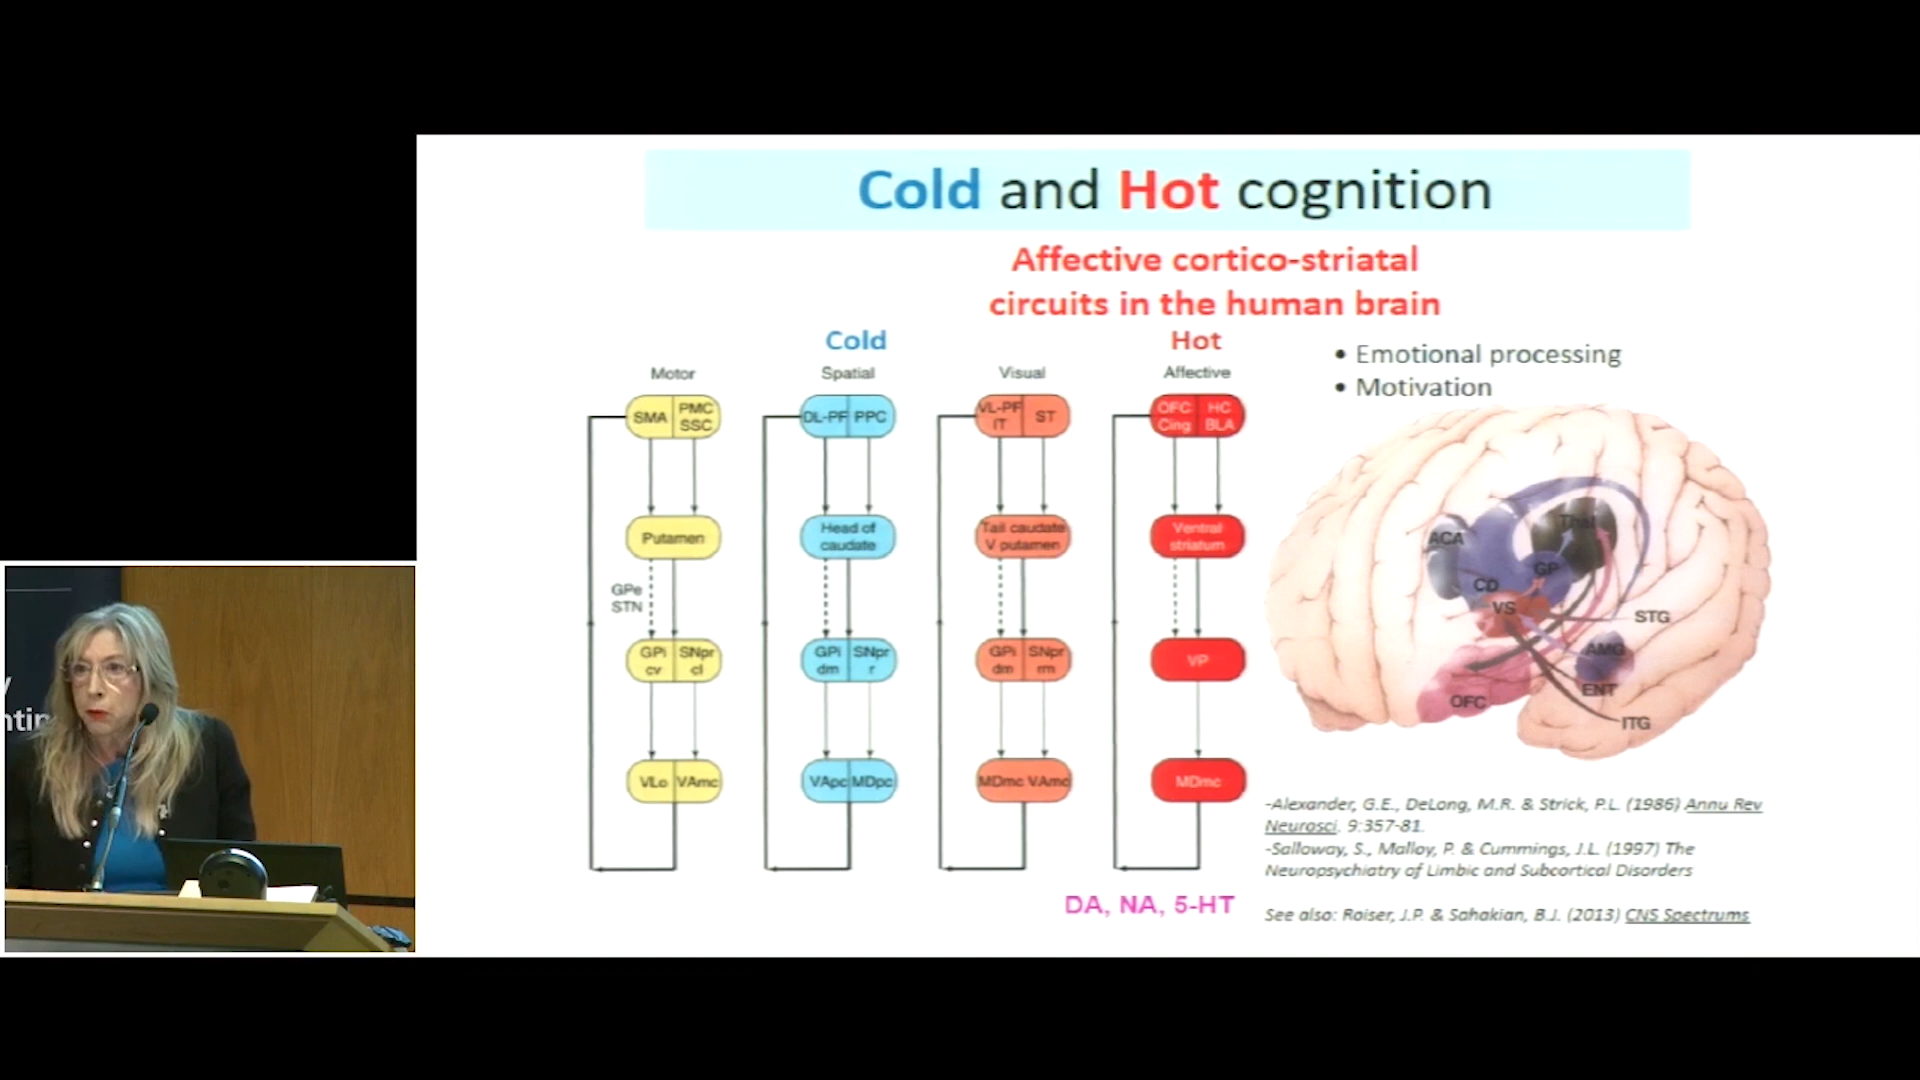 Cold and Hot cognition
Affective cortico-striatal
circuits in the human brain
Cold
Hot
Motor
Spatial
Visual
Affective
• Emotional processing
• Motivation
SMA PMC
SSC
DL-PF PPC
VL-PF
IT ST
OFC HC
Cing BLA
Putamen
Head of
caudate
Tail caudate
V putamen
Ventral
striatum
GPe
STN
GPi SNpr
cv cl
GPi SNpr
dm r
GPi SNpr
dm rm
VP
VLo VAmc
VApc MDpc
MDmc VAmc
MDmc
ACA
Thal
GP
CD
VS
STG
AMG
ENT
OFC
ITG
-Alexander, G.E., DeLong, M.R. & Strick, P.L. (1986) Annu Rev
Neurosci. 9:357-81.
-Salloway, S., Malloy, P. & Cummings, J.L. (1997) The
Neuropsychiatry of Limbic and Subcortical Disorders
DA, NA, 5-HT
See also: Roiser, J.P. & Sahakian, B.J. (2013) CNS Spectrums